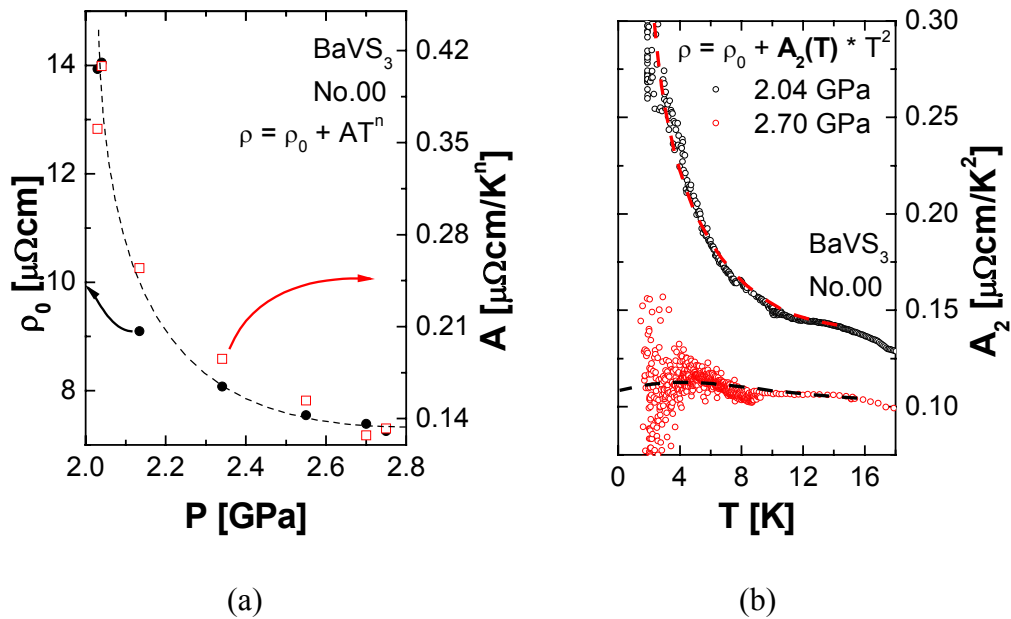 BaVS₃
No.00
ρ = ρ₀ + ATⁿ
14
12
10
8
ρ₀ [μΩcm]
0.42
0.35
0.28
0.21
0.14
A [μΩcm/Kⁿ]
2.0 2.2 2.4 2.6 2.8
P [GPa]
(a)
ρ = ρ₀ + A₂(T) * T²
2.04 GPa
2.70 GPa
BaVS₃
No.00
0.30
0.25
0.20
0.15
0.10
A₂ [μΩcm/K²]
0 4 8 12 16
T [K]
(b)